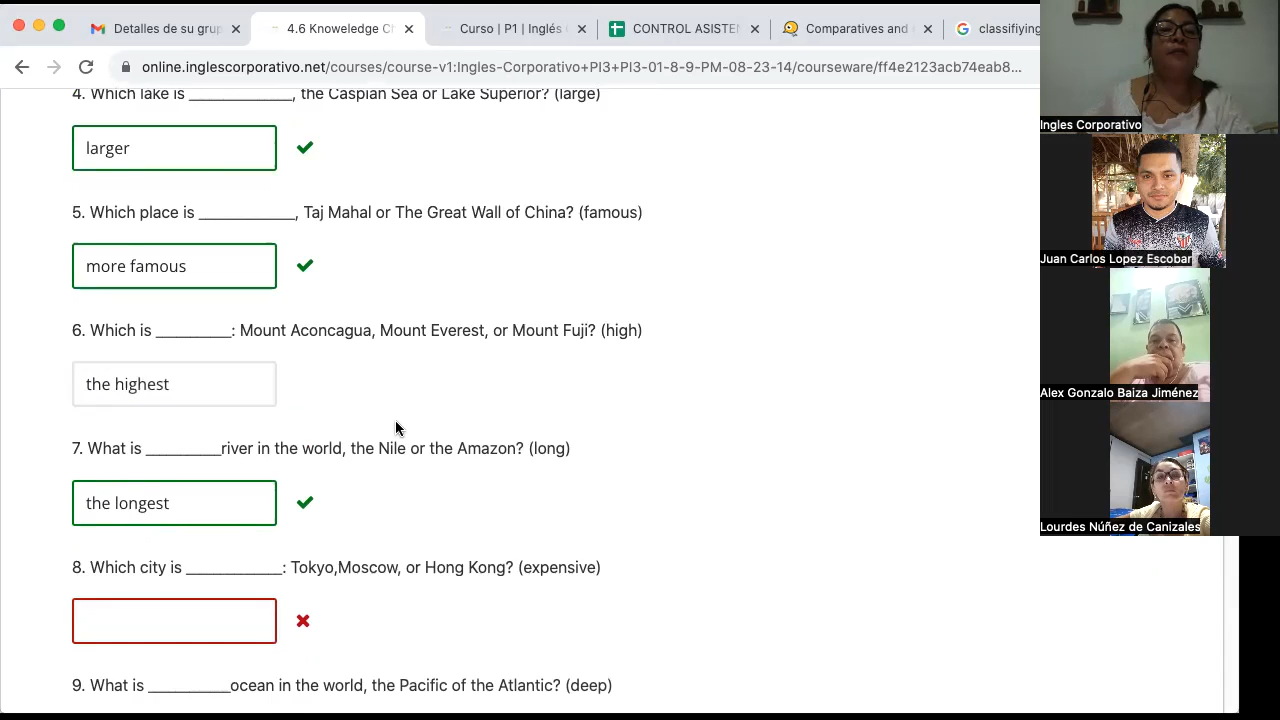 Detalles de su grup
4.6 Knoweledge Ch
Curso | P1 | Inglés
CONTROL ASISTEN
Comparatives and
classifiying
online.inglescorporativo.net/courses/course-v1:Ingles-Corporativo+PI3+PI3-01-8-9-PM-08-23-14/courseware/ff4e2123acb74eab8...
4. Which lake is _____________, the Caspian Sea or Lake Superior? (large)
larger
5. Which place is ____________, Taj Mahal or The Great Wall of China? (famous)
more famous
6. Which is _________: Mount Aconcagua, Mount Everest, or Mount Fuji? (high)
the highest
7. What is _________river in the world, the Nile or the Amazon? (long)
the longest
8. Which city is ____________: Tokyo,Moscow, or Hong Kong? (expensive)
9. What is __________ocean in the world, the Pacific of the Atlantic? (deep)
Ingles Corporativo
Juan Carlos Lopez Escobar
Alex Gonzalo Baiza Jiménez
Lourdes Núñez de Canizales